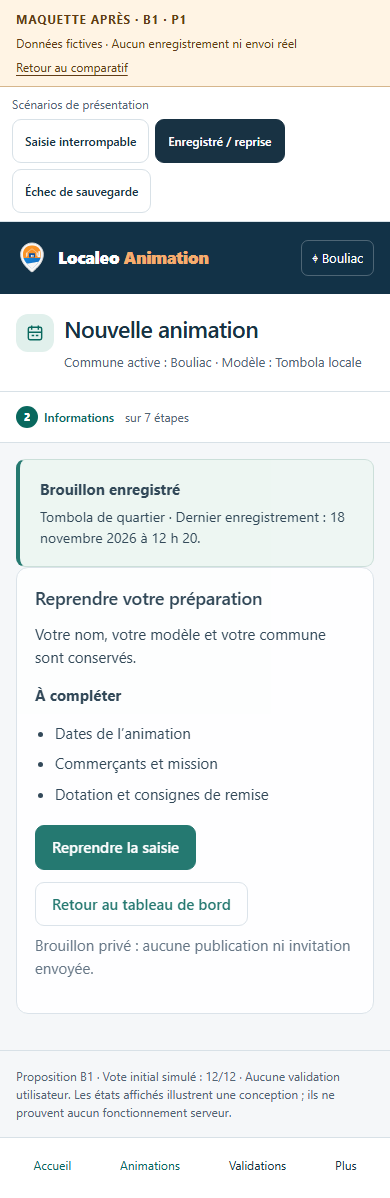 MAQUETTE APRÈS · B1 · P1
Données fictives · Aucun enregistrement ni envoi réel
Retour au comparatif
Scénarios de présentation
Saisie interrompable
Enregistré / reprise
Échec de sauvegarde
Localeo Animation
⌖ Bouliac
Nouvelle animation
Commune active : Bouliac · Modèle : Tombola locale
2 Informations sur 7 étapes
Brouillon enregistré
Tombola de quartier · Dernier enregistrement : 18
novembre 2026 à 12 h 20.
Reprendre votre préparation
Votre nom, votre modèle et votre commune
sont conservés.
À compléter
• Dates de l’animation
• Commerçants et mission
• Dotation et consignes de remise
Reprendre la saisie
Retour au tableau de bord
Brouillon privé : aucune publication ni invitation
envoyée.
Proposition B1 · Vote initial simulé : 12/12 · Aucune validation
utilisateur. Les états affichés illustrent une conception ; ils ne
prouvent aucun fonctionnement serveur.
Accueil
Animations
Validations
Plus